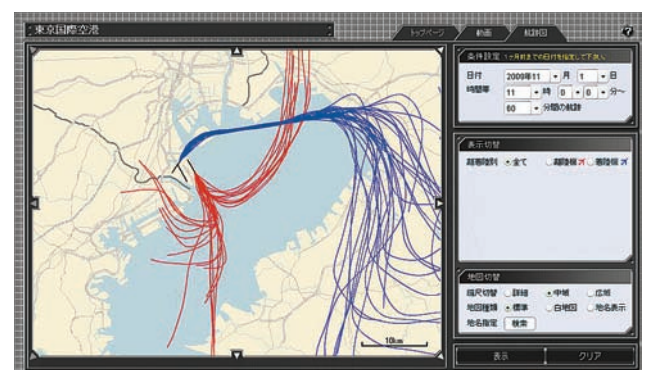 東京国際空港
トップページ
動画
航跡図
?
条件設定 1ヶ月前までの日付を指定して下さい
日付 2009年11 月 1 日
時間帯 11 時 0 0 分～
60 分間の航跡
表示切替
離着陸別 全て 離陸機 着陸機
地図切替
縮尺切替 詳細 中域 広域
地図種類 標準 白地図 地名表示
地名指定 検索
10km
表示 クリア